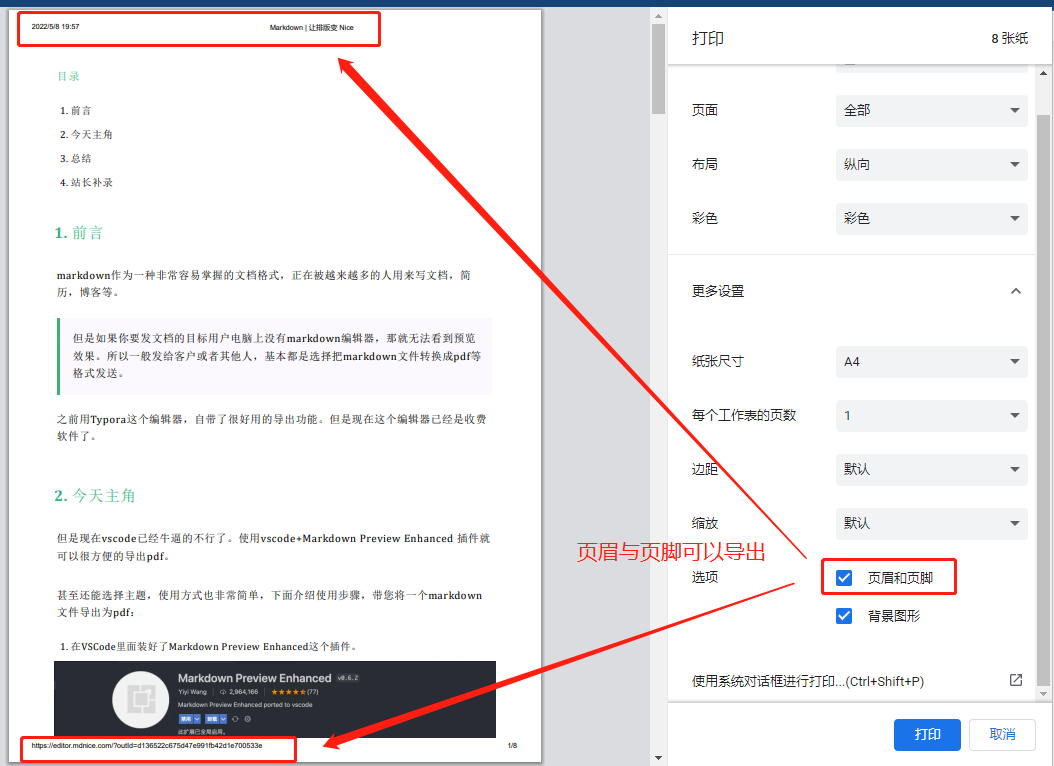 2022/5/8 19:57
Markdown | 让排版变 Nice
目录
1. 前言
2. 今天主角
3. 总结
4. 站长补录
1. 前言
markdown作为一种非常容易掌握的文档格式，正在被越来越多的人用来写文档，简
历，博客等。
但是如果你要发文档的目标用户电脑上没有markdown编辑器，那就无法看到预览
效果。所以一般发给客户或者其他人，基本都是选择把markdown文件转换成pdf等
格式发送。
之前用Typora这个编辑器，自带了很好用的导出功能。但是现在这个编辑器已经是收费
软件了。
2. 今天主角
但是现在vscode已经牛逼的不行了。使用vscode+Markdown Preview Enhanced 插件就
可以很方便的导出pdf。
甚至还能选择主题，使用方式也非常简单，下面介绍使用步骤，带您将一个markdown
文件导出为pdf：
1. 在VSCode里面装好了Markdown Preview Enhanced这个插件。
Markdown Preview Enhanced v0.6.2
Yiyi Wang 2,964,166 (77)
Markdown Preview Enhanced ported to vscode
禁用 卸载
此扩展已全局启用。
https://editor.mdnice.com/?outId=d136522c675d47e991fb42d1e700533e
1/8
打印
8 张纸
页面
全部
布局
纵向
彩色
彩色
更多设置
纸张尺寸
A4
每个工作表的页数
1
边距
默认
缩放
默认
页眉与页脚可以导出
选项
页眉和页脚
背景图形
使用系统对话框进行打印...(Ctrl+Shift+P)
打印
取消